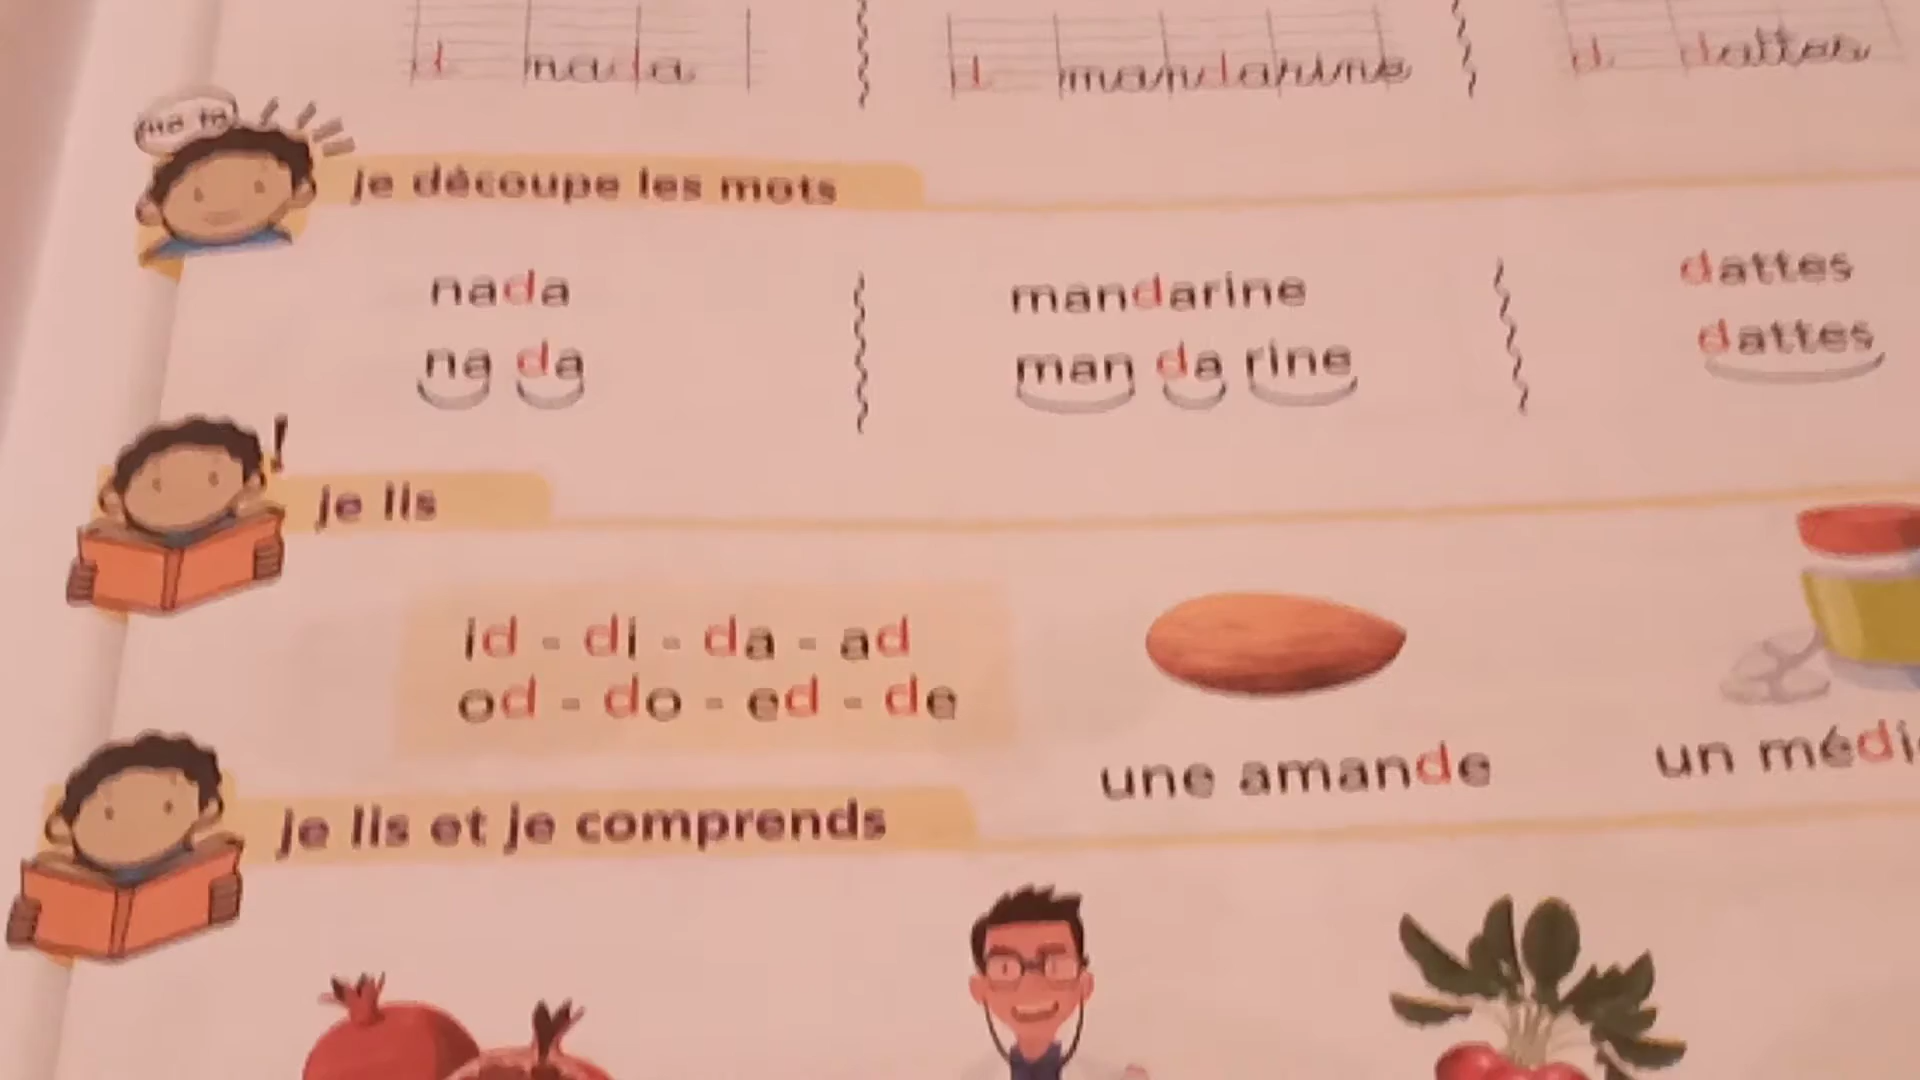 d nada d mandarine d dattes
je découpe les mots
nada mandarine dattes
na da man da rine dattes
je lis
id - di - da - ad
od - do - ed - de
une amande un médi
je lis et je comprends